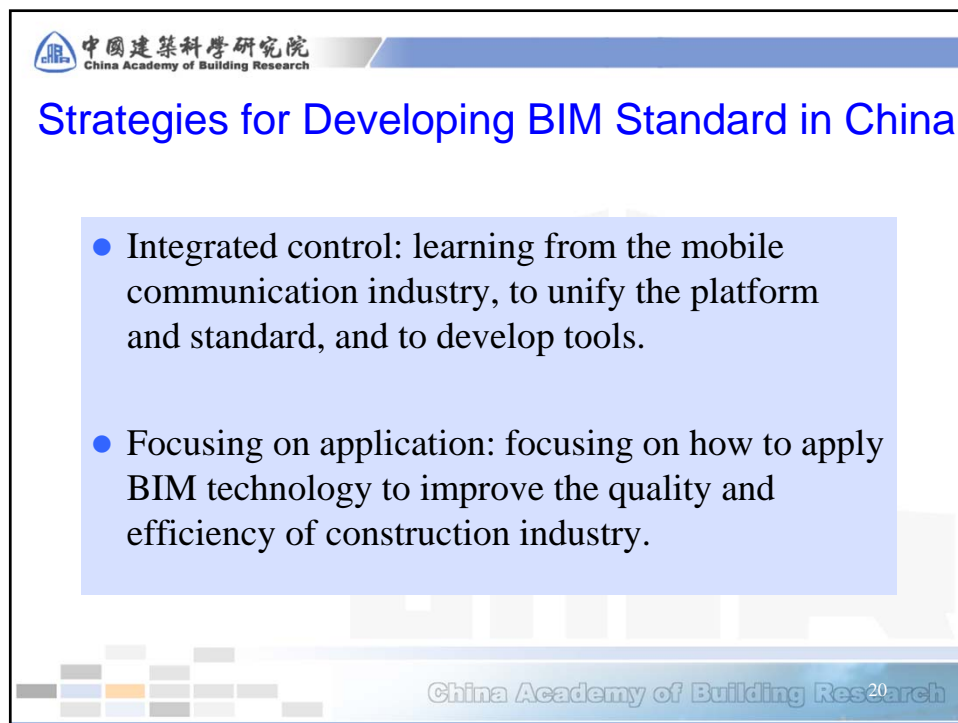 中國建築科學研究院
China Academy of Building Research
Strategies for Developing BIM Standard in China
● Integrated control: learning from the mobile
communication industry, to unify the platform
and standard, and to develop tools.
● Focusing on application: focusing on how to apply
BIM technology to improve the quality and
efficiency of construction industry.
China Academy of Building Research
20